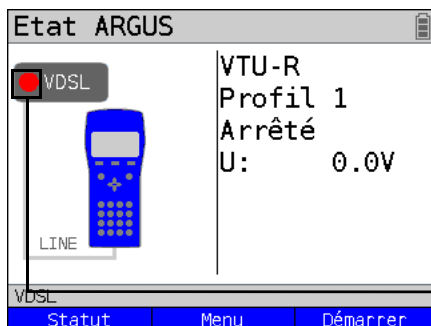 Etat ARGUS
VDSL
VTU-R
Profil 1
Arrêté
U: 0.0V
LINE
VDSL
Statut Menu Démarrer